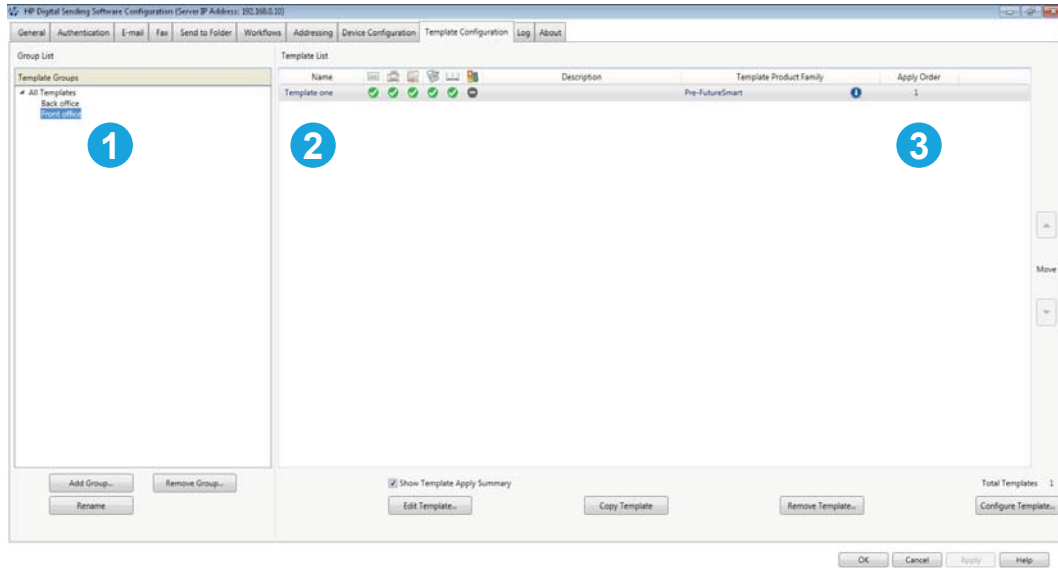 HP Digital Sending Software Configuration (Server IP Address: 192.168.0.10)
General Authentication E-mail Fax Send to Folder Workflows Addressing Device Configuration Template Configuration Log About
Group List Template List
Template Groups Name Description Template Product Family Apply Order
All Templates Template one Pre-FutureSmart 1
Back office
Front office
1 2 3
Move
Add Group... Remove Group... Show Template Apply Summary Total Templates 1
Rename Edit Template... Copy Template Remove Template... Configure Template...
OK Cancel Apply Help